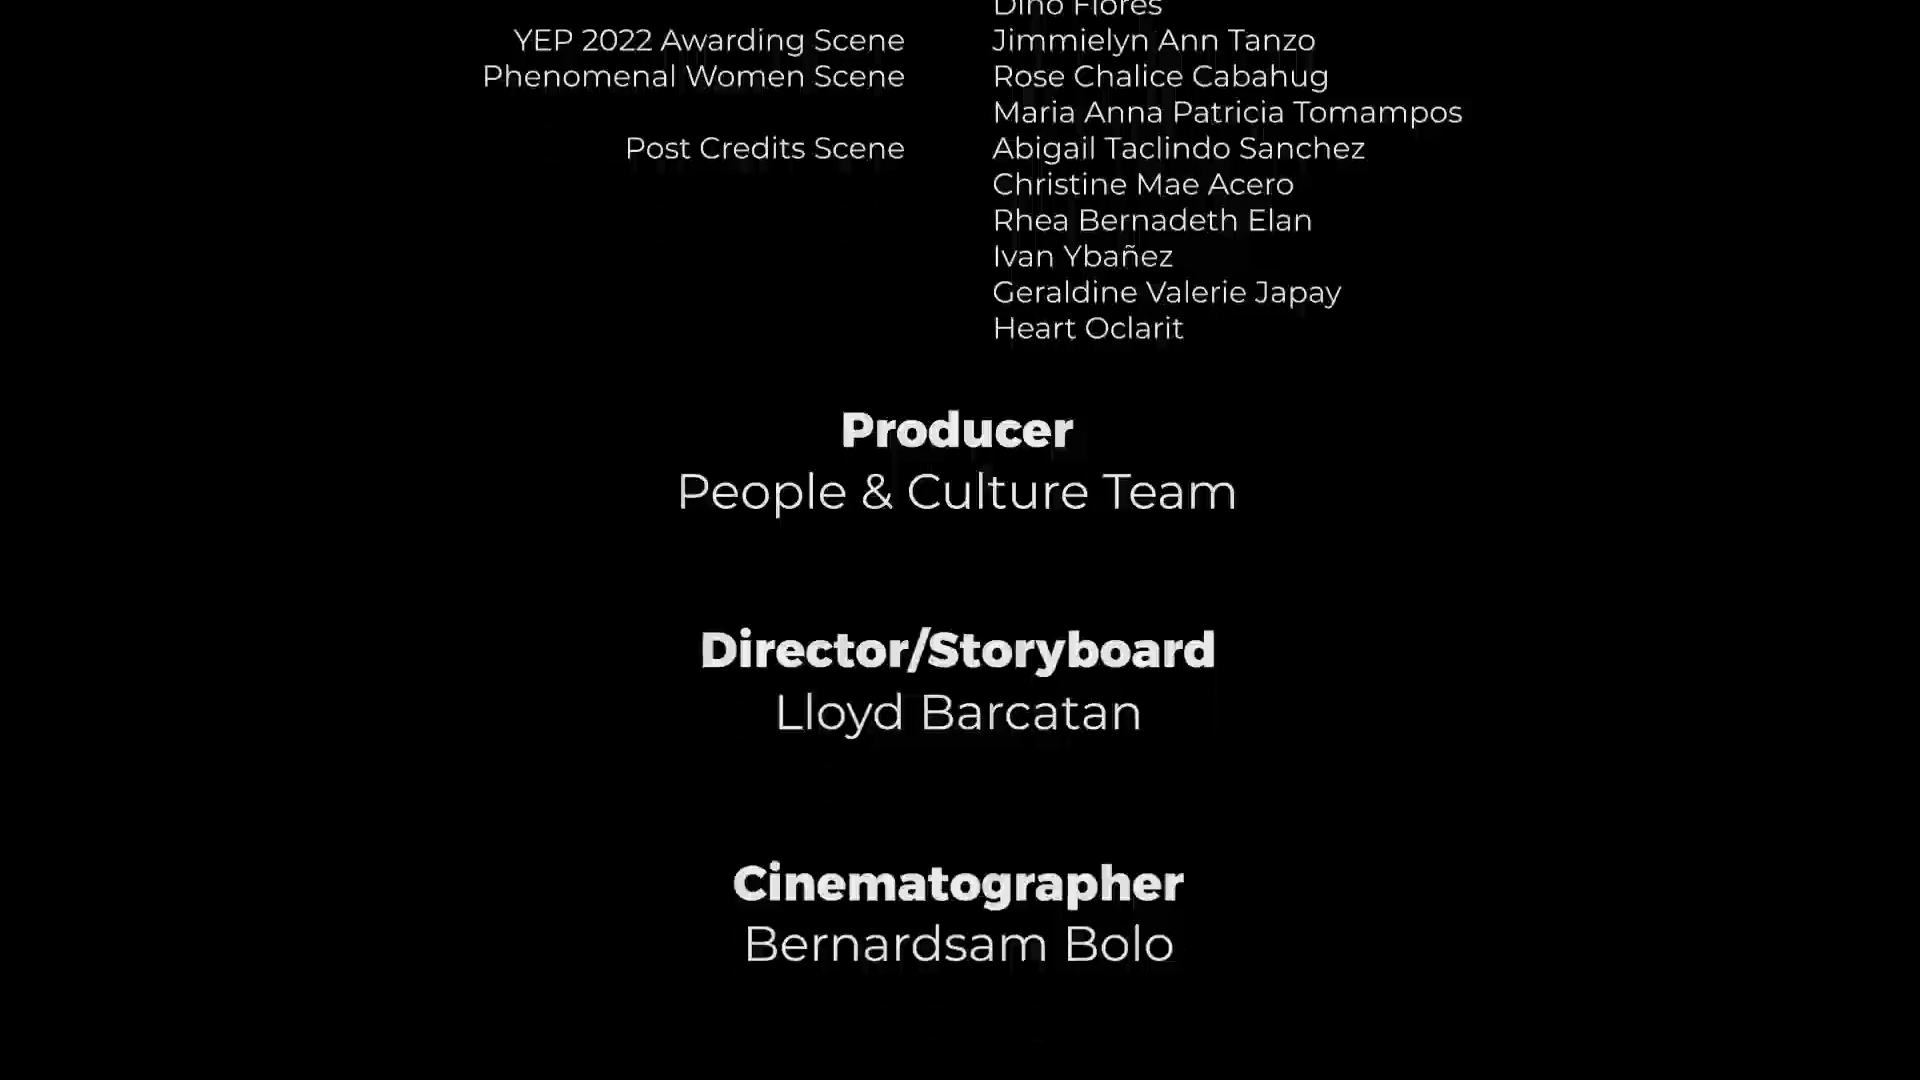 Dino Flores
YEP 2022 Awarding Scene Jimmielyn Ann Tanzo
Phenomenal Women Scene Rose Chalice Cabahug
Maria Anna Patricia Tomampos
Post Credits Scene Abigail Taclindo Sanchez
Christine Mae Acero
Rhea Bernadeth Elan
Ivan Ybañez
Geraldine Valerie Japay
Heart Oclarit
Producer
People & Culture Team
Director/Storyboard
Lloyd Barcatan
Cinematographer
Bernardsam Bolo